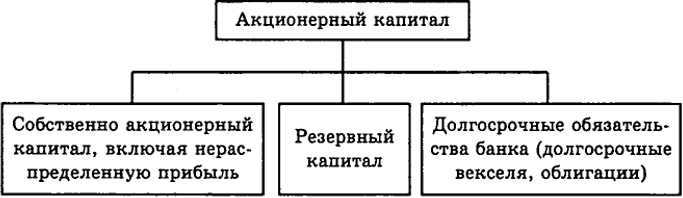 Акционерный капитал
Собственно акционерный
капитал, включая нерас-
пределенную прибыль
Резервный
капитал
Долгосрочные обязатель-
ства банка (долгосрочные
векселя, облигации)